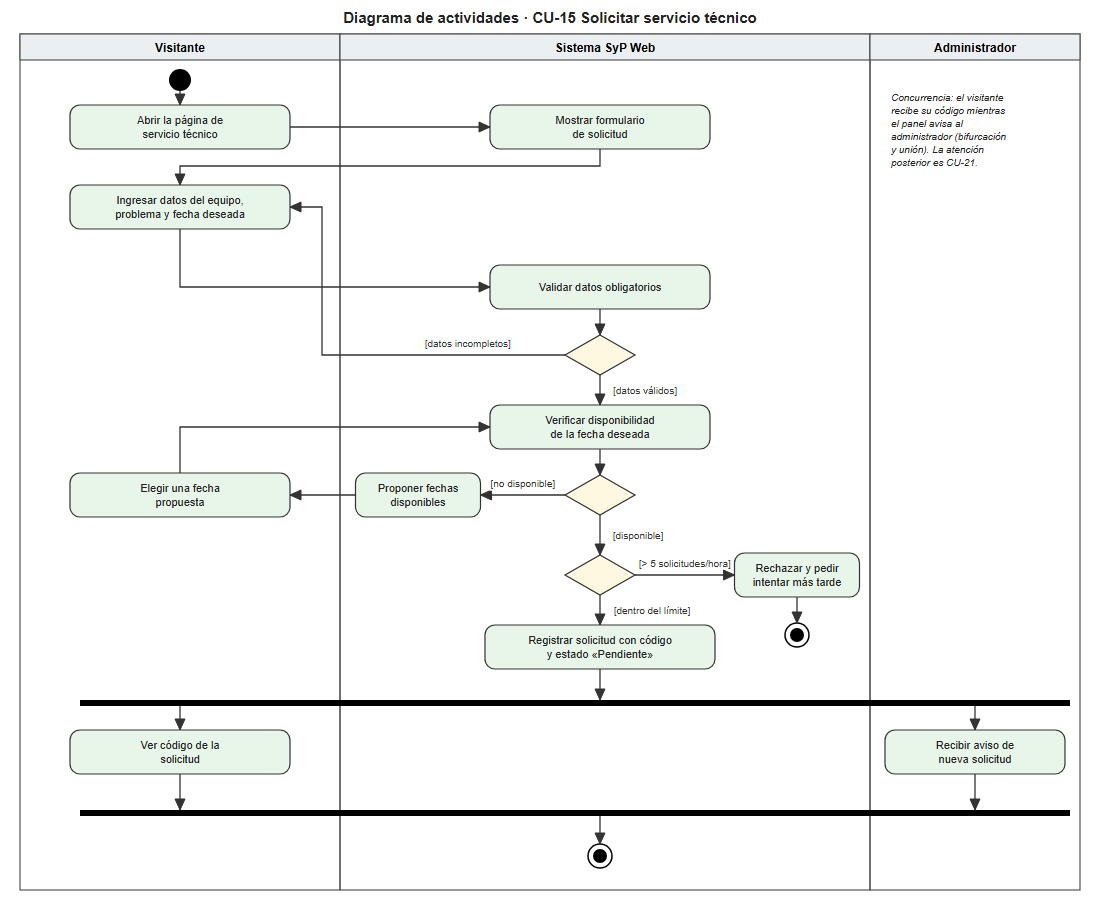 Diagrama de actividades · CU-15 Solicitar servicio técnico
Visitante
Sistema SyP Web
Administrador
Concurrencia: el visitante
recibe su código mientras
el panel avisa al
administrador (bifurcación
y unión). La atención
posterior es CU-21.
Abrir la página de
servicio técnico
Mostrar formulario
de solicitud
Ingresar datos del equipo,
problema y fecha deseada
Validar datos obligatorios
[datos incompletos]
[datos válidos]
Verificar disponibilidad
de la fecha deseada
Elegir una fecha
propuesta
Proponer fechas
disponibles
[no disponible]
[disponible]
[> 5 solicitudes/hora]
Rechazar y pedir
intentar más tarde
[dentro del límite]
Registrar solicitud con código
y estado «Pendiente»
Ver código de la
solicitud
Recibir aviso de
nueva solicitud